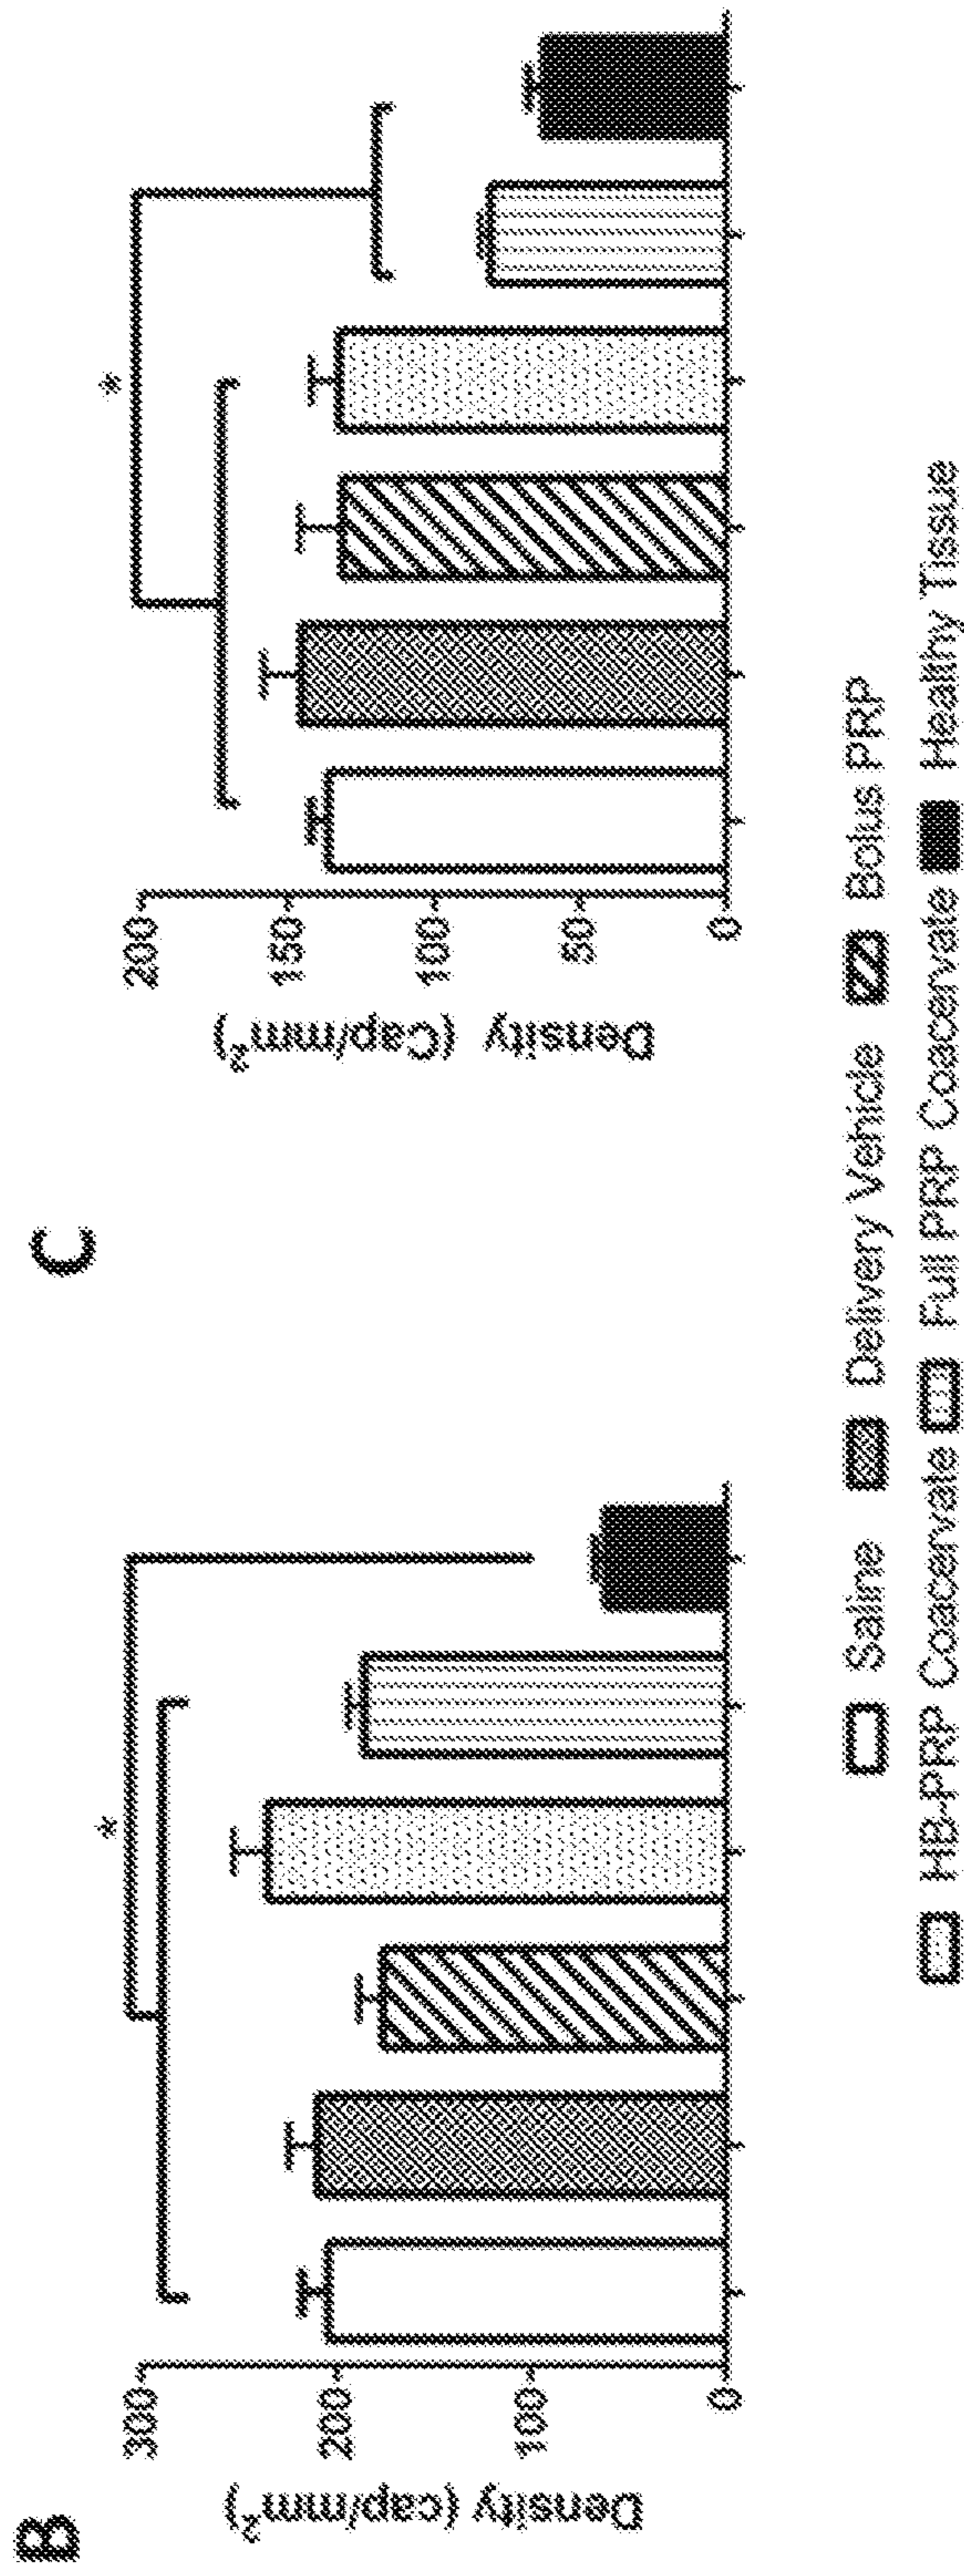 B
Density (cap/mm²)
300
200
100
0
*
C
Density (Cap/mm²)
200
150
100
50
0
*
Saline Delivery Vehicle Bolus PRP
HB-PRP Coacervate Full PRP Coacervate Healthy Tissue